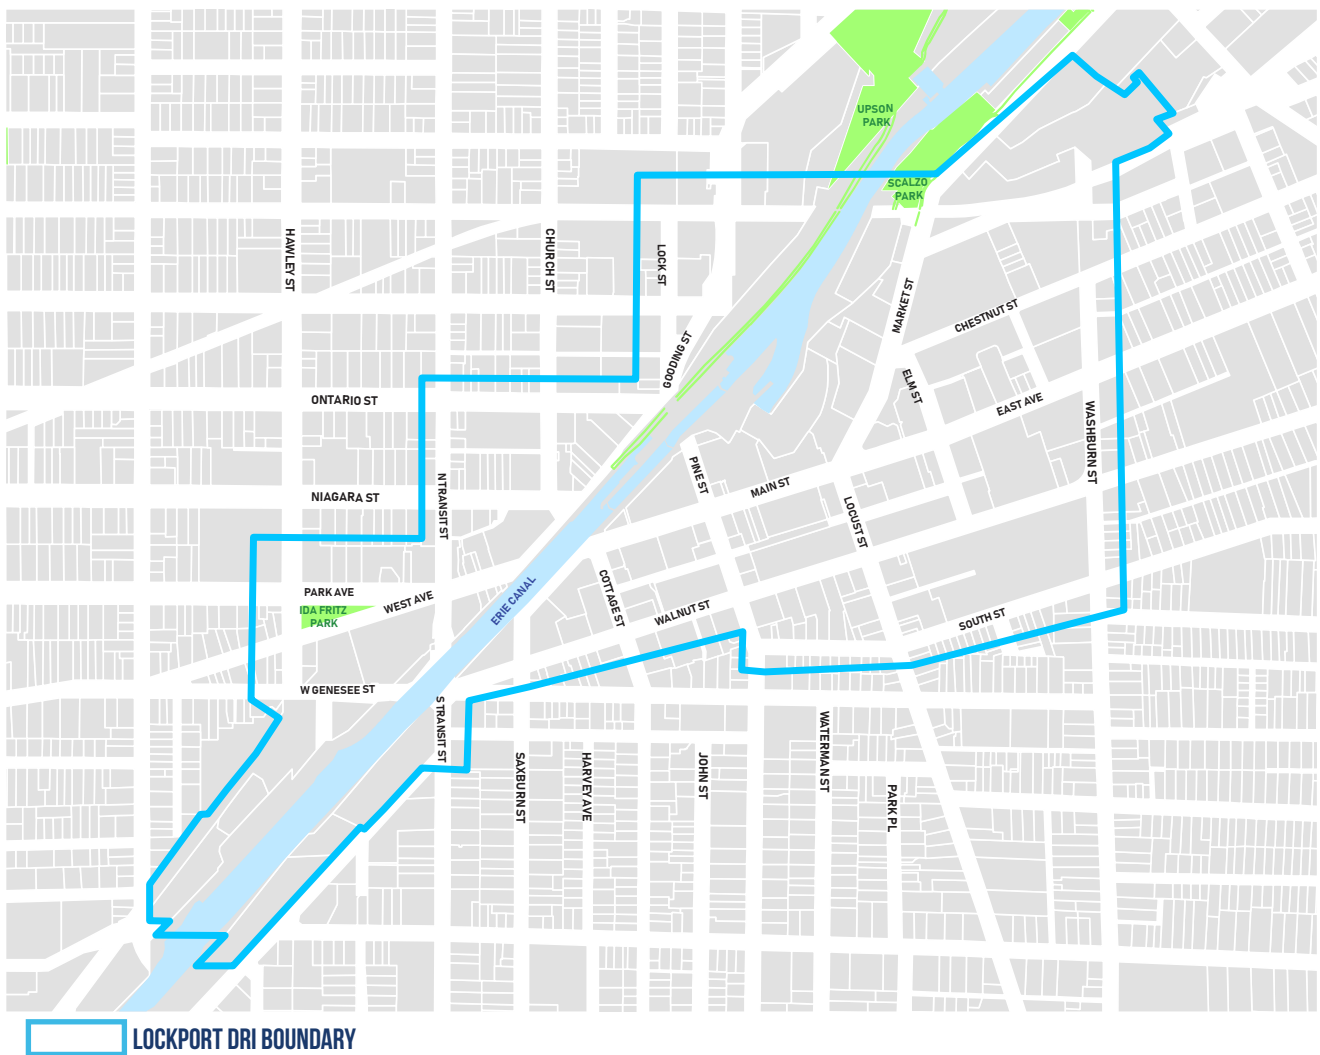 UPSON
PARK
SCALZO
PARK
HAWLEY ST
CHURCH ST
LOCK ST
MARKET ST
CHESTNUT ST
GOODING ST
ELM ST
ONTARIO ST
EAST AVE
WASHBURN ST
NIAGARA ST
N TRANSIT ST
PINE ST
MAIN ST
LOCUST ST
PARK AVE
IDA FRITZ
PARK
WEST AVE
ERIE CANAL
COTTAGE ST
WALNUT ST
SOUTH ST
W GENESEE ST
S TRANSIT ST
SAXBURN ST
HARVEY AVE
JOHN ST
WATERMAN ST
PARK PL
LOCKPORT DRI BOUNDARY